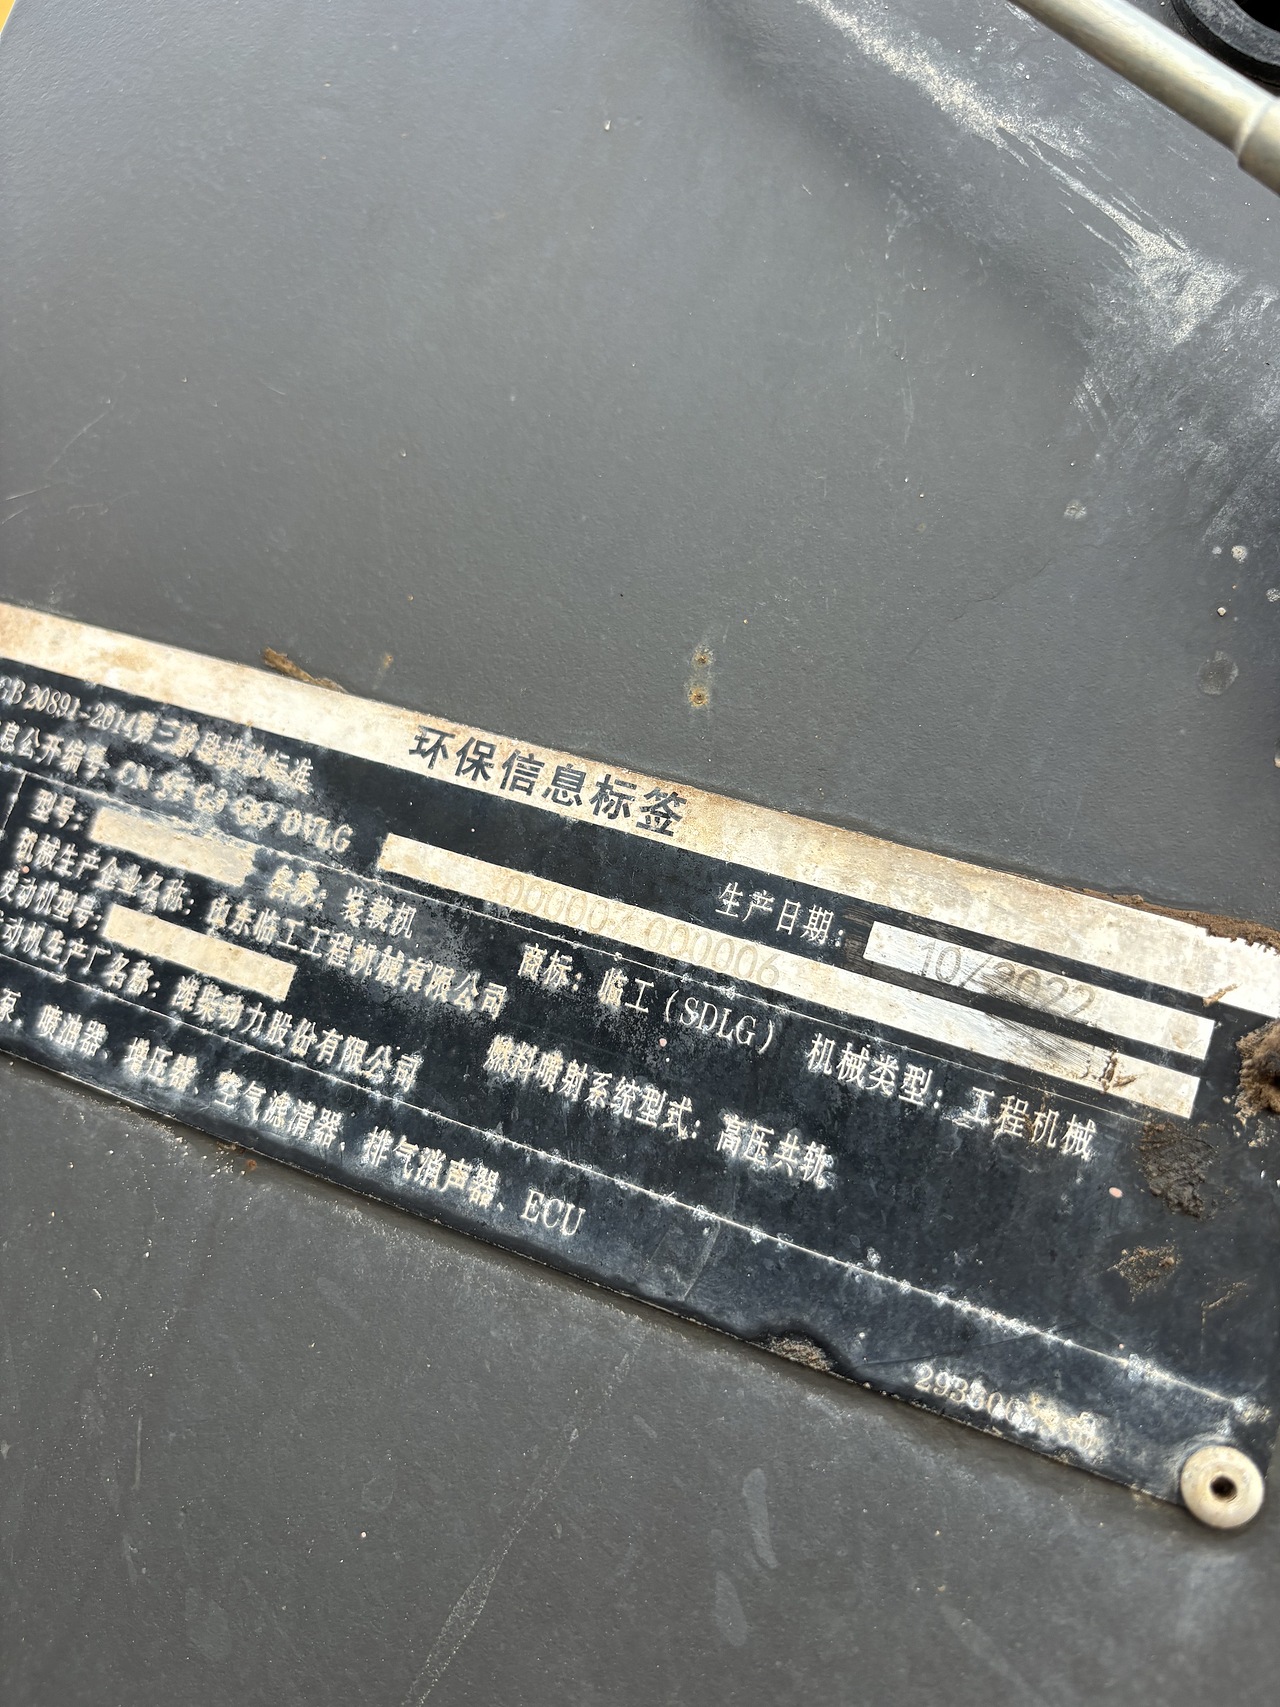 环保信息标签
GB 20891-2014第三阶段排放标准
生产日期： 10/2022
息公开编号：CN
00000 000006
型号： 名称：装载机 商标：临工（SDLG） 机械类型：工程机械
机械生产企业名称：山东临工工程机械有限公司
发动机型号： 燃料喷射系统型式：高压共轨
动机生产厂名称：潍柴动力股份有限公司
泵、喷油器、增压器、空气滤清器、排气消声器、ECU